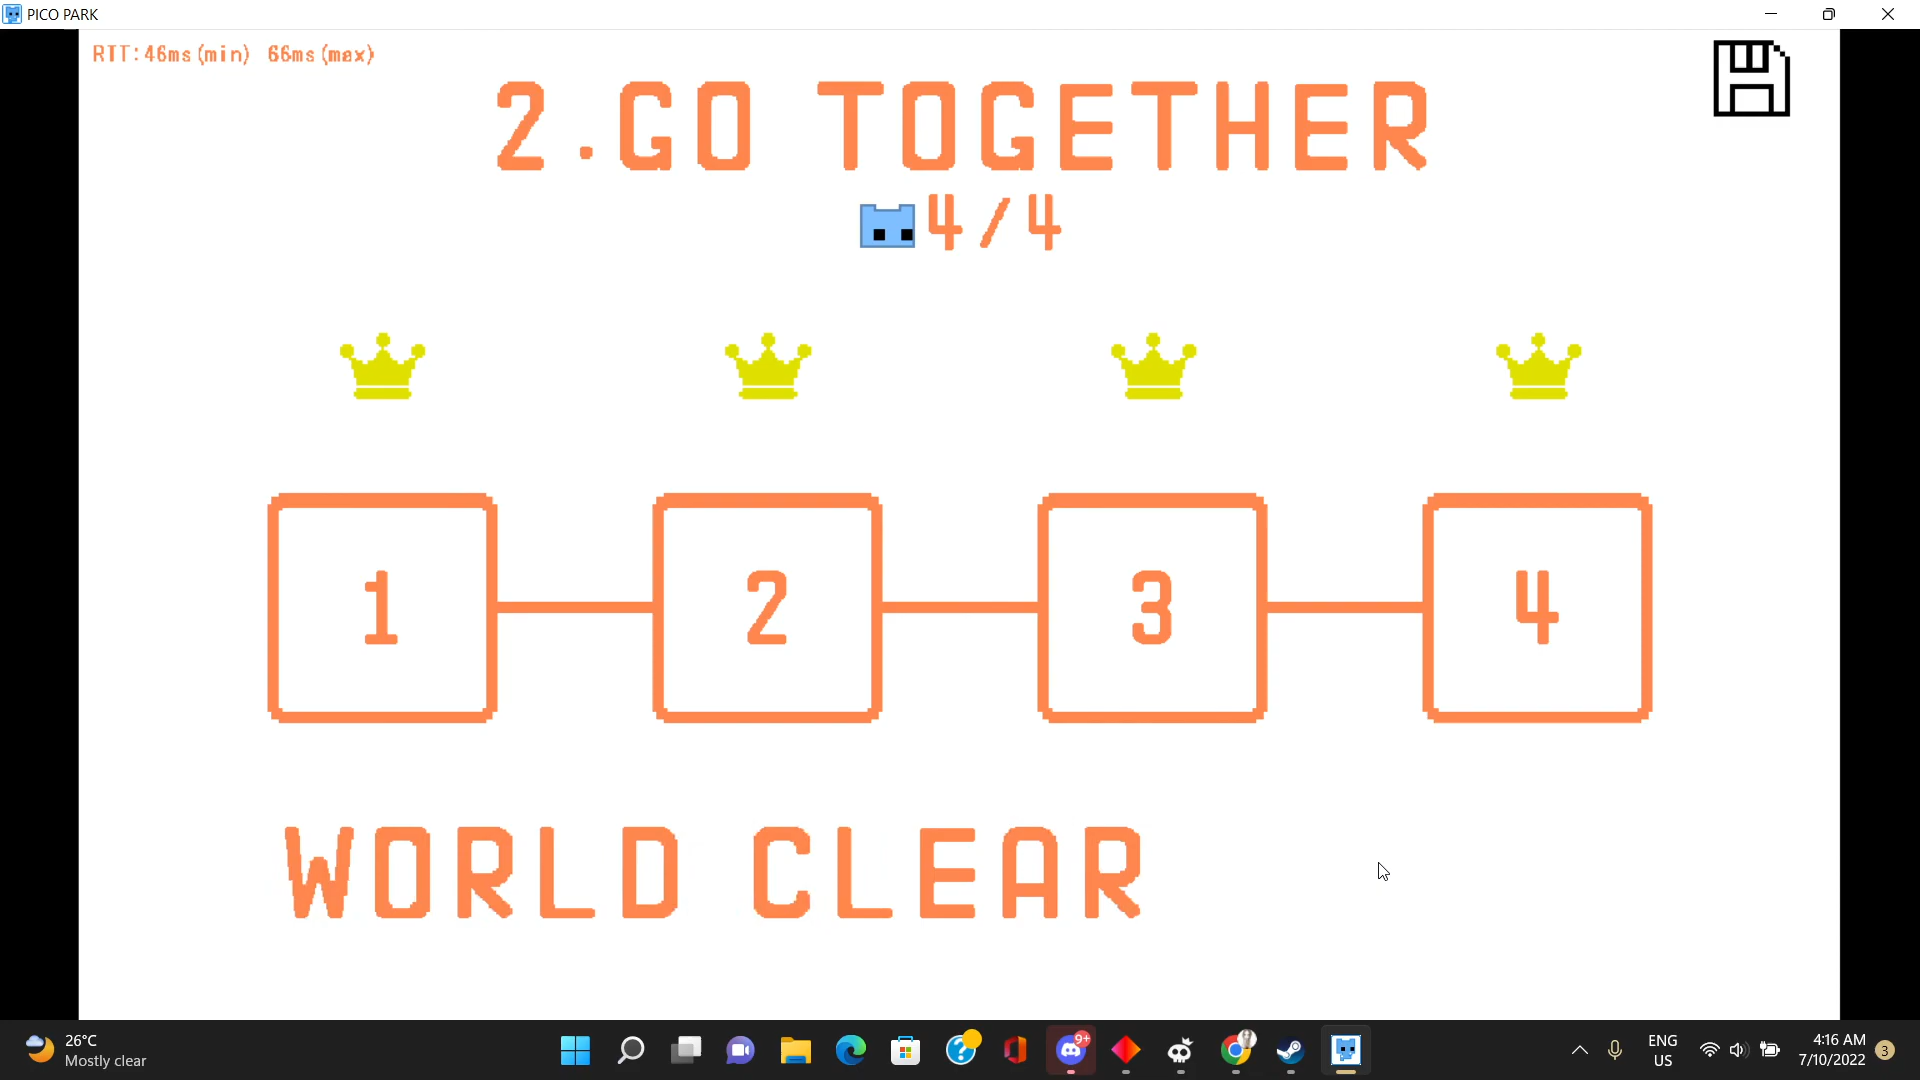 PICO PARK
RTT:46ms(min) 66ms(max)
2.GO TOGETHER
4/4
1
2
3
4
WORLD CLEAR
26°C
Mostly clear
9+
ENG
US
4:16 AM
7/10/2022
3